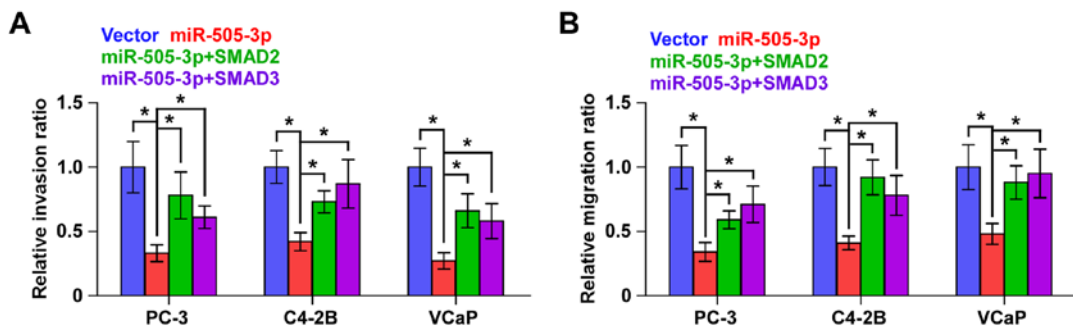 A
Vector miR-505-3p
miR-505-3p+SMAD2
miR-505-3p+SMAD3
Relative invasion ratio
1.5
1.0
0.5
0
* * *
* * *
* * *
PC-3 C4-2B VCaP
B
Vector miR-505-3p
miR-505-3p+SMAD2
miR-505-3p+SMAD3
Relative migration ratio
1.5
1.0
0.5
0
* * *
* * *
* * *
PC-3 C4-2B VCaP